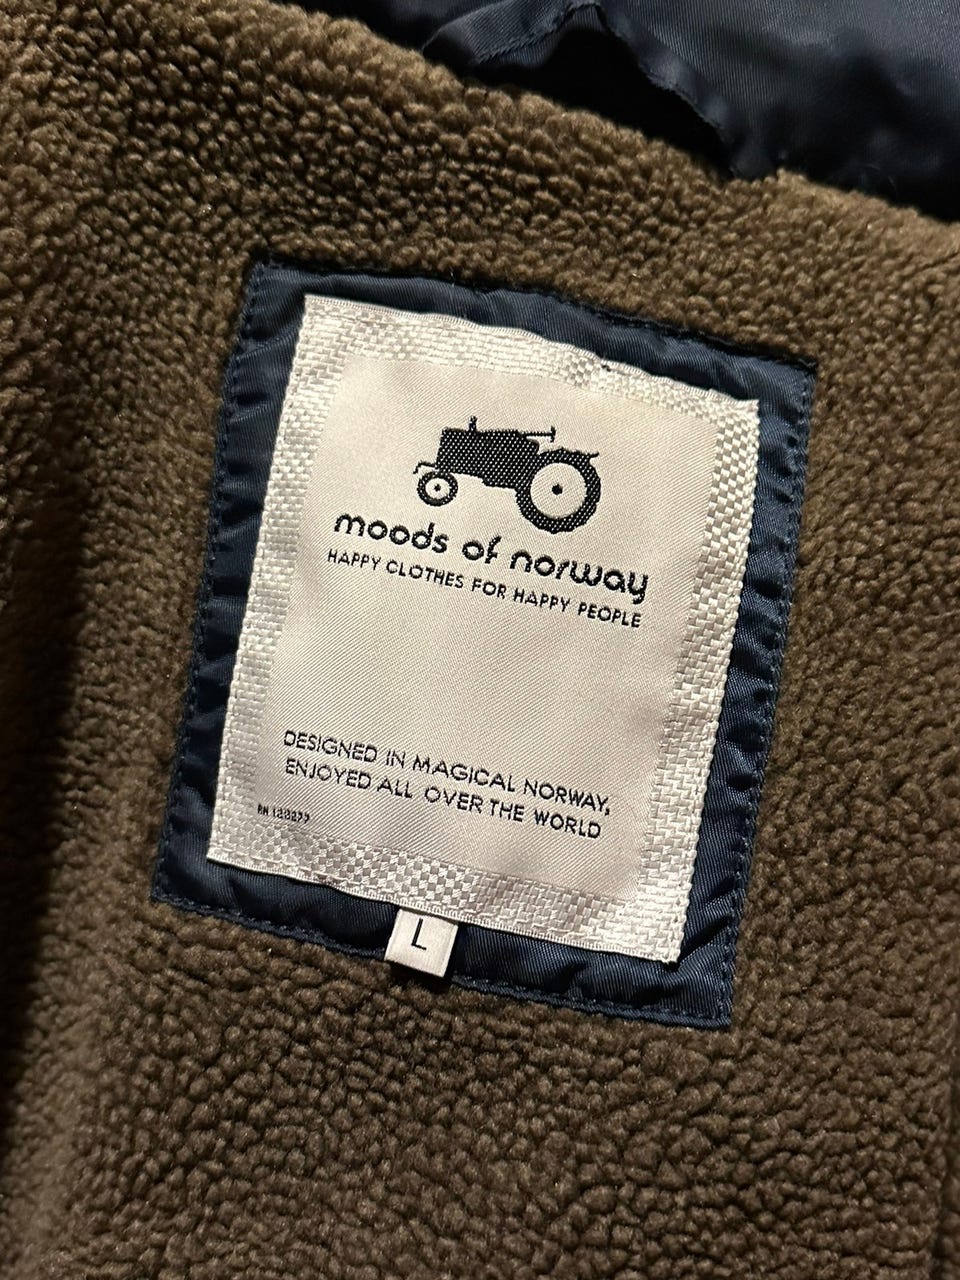 moods of norway
HAPPY CLOTHES FOR HAPPY PEOPLE
DESIGNED IN MAGICAL NORWAY,
ENJOYED ALL OVER THE WORLD
L